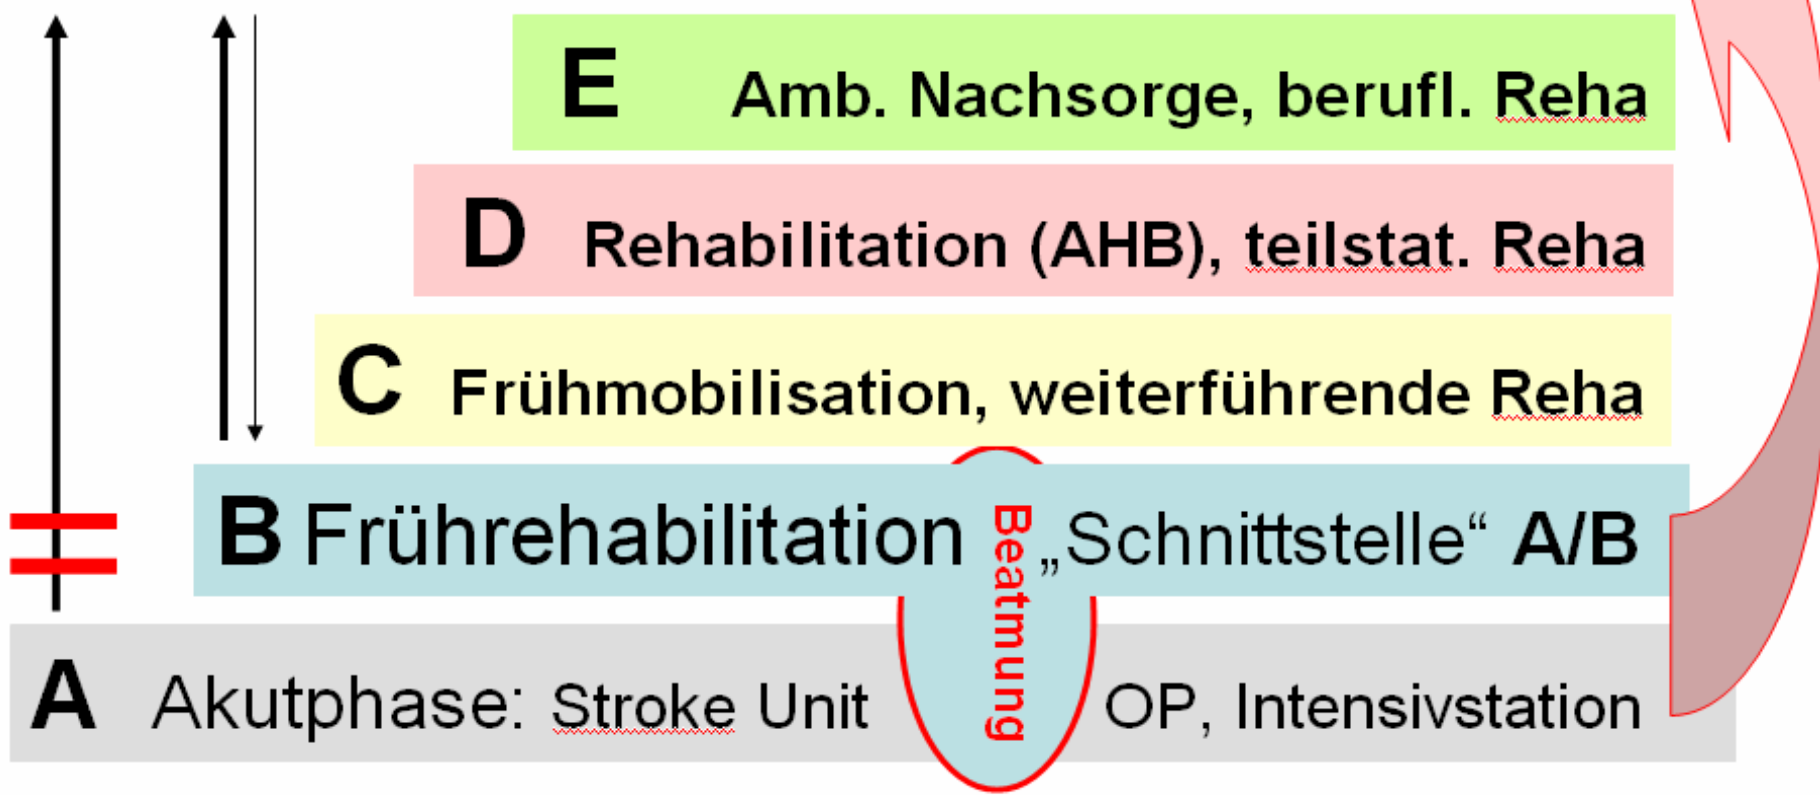 E Amb. Nachsorge, berufl. Reha
D Rehabilitation (AHB), teilstat. Reha
C Frühmobilisation, weiterführende Reha
B Frührehabilitation „Schnittstelle“ A/B
Beatmung
A Akutphase: Stroke Unit OP, Intensivstation